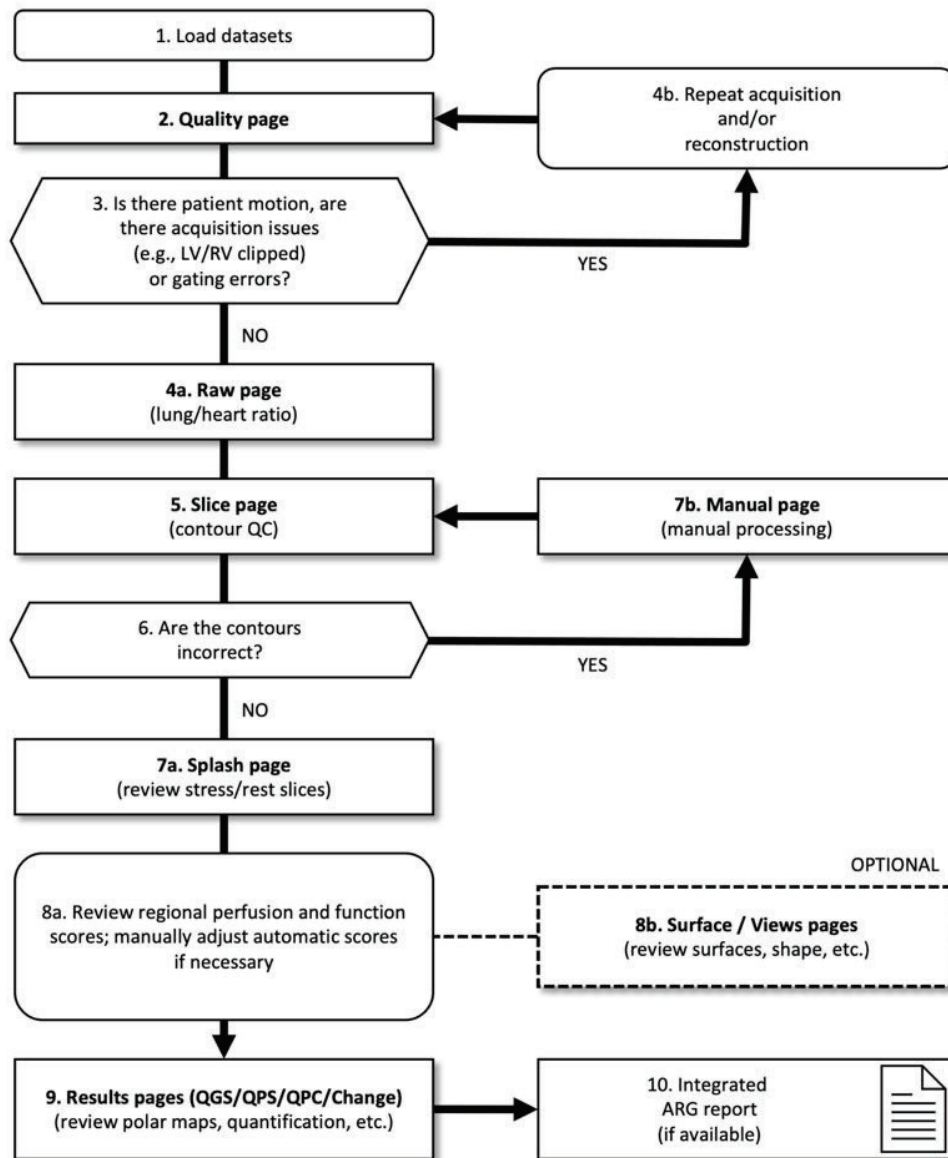 1. Load datasets
2. Quality page
4b. Repeat acquisition
and/or
reconstruction
3. Is there patient motion, are
there acquisition issues
(e.g., LV/RV clipped)
or gating errors?
YES
NO
4a. Raw page
(lung/heart ratio)
5. Slice page
(contour QC)
7b. Manual page
(manual processing)
6. Are the contours
incorrect?
YES
NO
7a. Splash page
(review stress/rest slices)
OPTIONAL
8a. Review regional perfusion and function
scores; manually adjust automatic scores
if necessary
8b. Surface / Views pages
(review surfaces, shape, etc.)
9. Results pages (QGS/QPS/QPC/Change)
(review polar maps, quantification, etc.)
10. Integrated
ARG report
(if available)